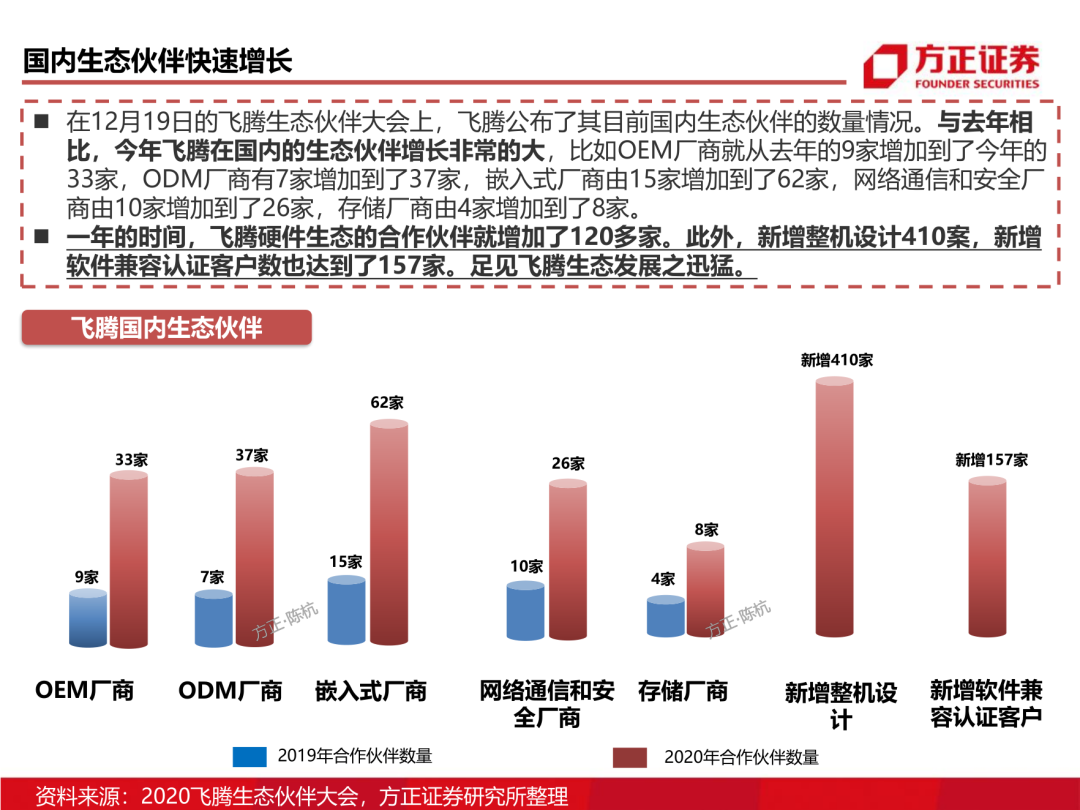 国内生态伙伴快速增长
方正证券
FOUNDER SECURITIES
■ 在12月19日的飞腾生态伙伴大会上，飞腾公布了其目前国内生态伙伴的数量情况。与去年相
比，今年飞腾在国内的生态伙伴增长非常的大，比如OEM厂商就从去年的9家增加到了今年的
33家，ODM厂商有7家增加到了37家，嵌入式厂商由15家增加到了62家，网络通信和安全厂
商由10家增加到了26家，存储厂商由4家增加到了8家。
■ 一年的时间，飞腾硬件生态的合作伙伴就增加了120多家。此外，新增整机设计410案，新增
软件兼容认证客户数也达到了157家。足见飞腾生态发展之迅猛。
飞腾国内生态伙伴
9家
33家
7家
37家
15家
62家
10家
26家
4家
8家
新增410家
新增157家
方正·陈杭
方正·陈杭
OEM厂商
ODM厂商
嵌入式厂商
网络通信和安
全厂商
存储厂商
新增整机设
计
新增软件兼
容认证客户
2019年合作伙伴数量
2020年合作伙伴数量
资料来源：2020飞腾生态伙伴大会，方正证券研究所整理